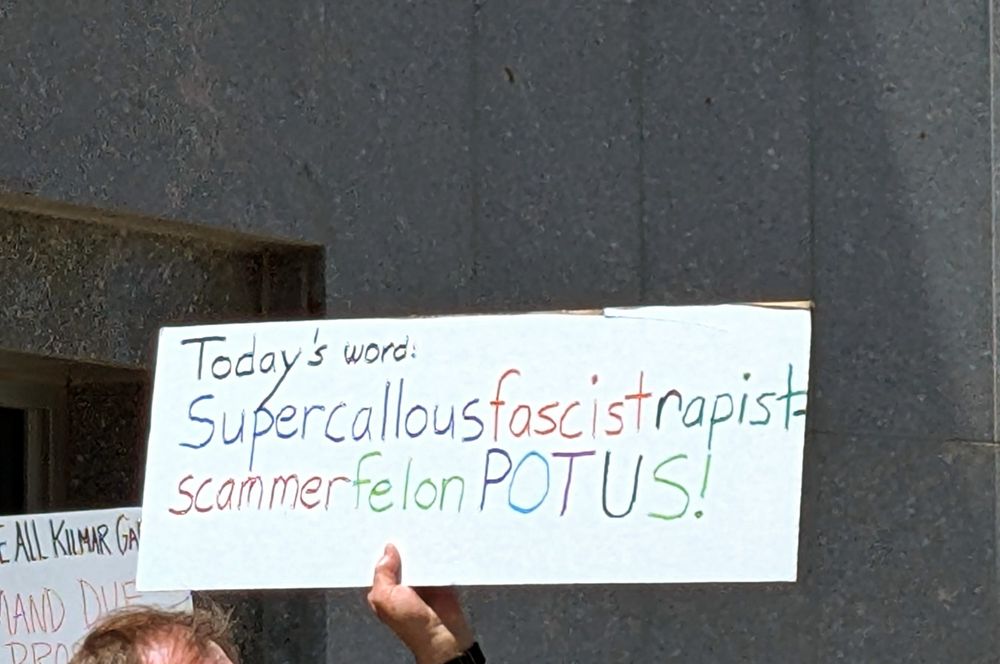 Today's word:
Supercallousfascistrapist-
scammerfelon POTUS!
ALL KILMAR